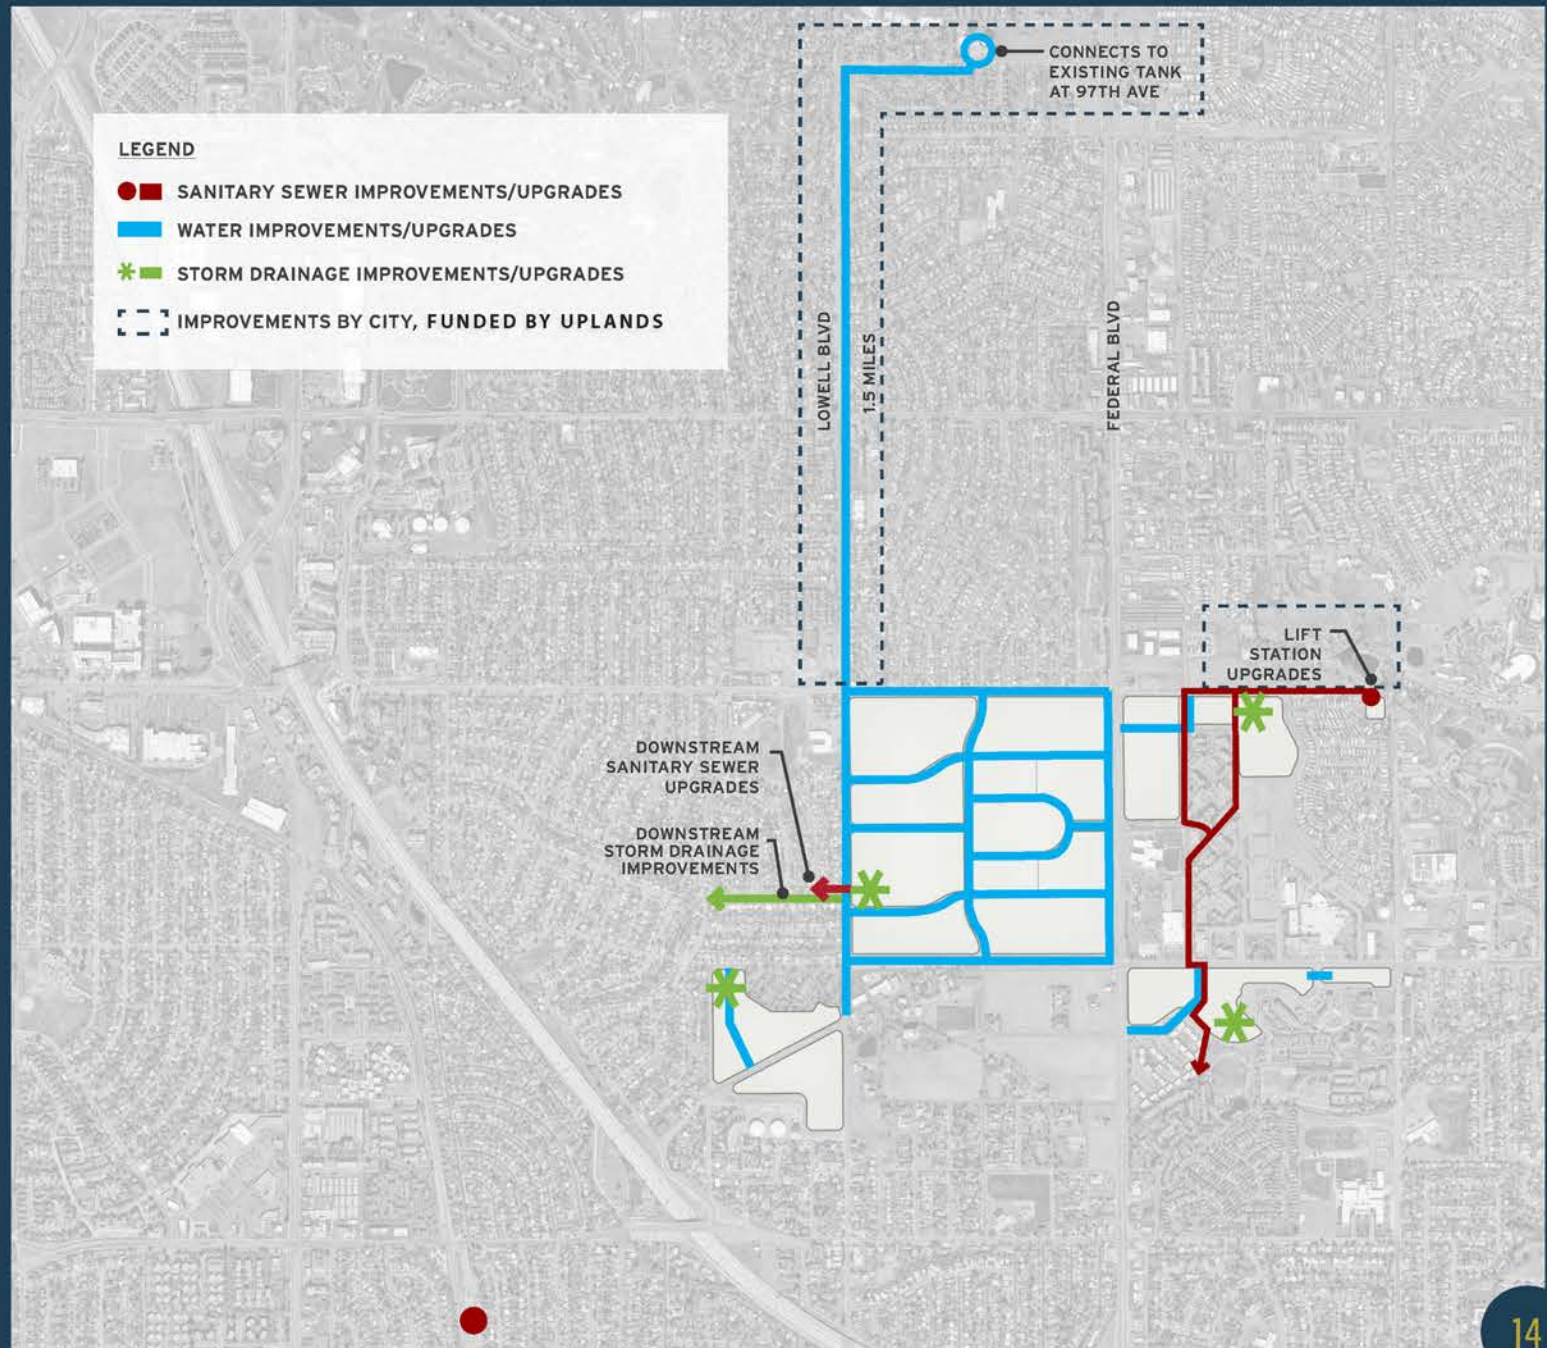 CONNECTS TO
EXISTING TANK
AT 97TH AVE
LEGEND
SANITARY SEWER IMPROVEMENTS/UPGRADES
WATER IMPROVEMENTS/UPGRADES
STORM DRAINAGE IMPROVEMENTS/UPGRADES
IMPROVEMENTS BY CITY, FUNDED BY UPLANDS
LOWELL BLVD
1.5 MILES
FEDERAL BLVD
LIFT
STATION
UPGRADES
DOWNSTREAM
SANITARY SEWER
UPGRADES
DOWNSTREAM
STORM DRAINAGE
IMPROVEMENTS
14